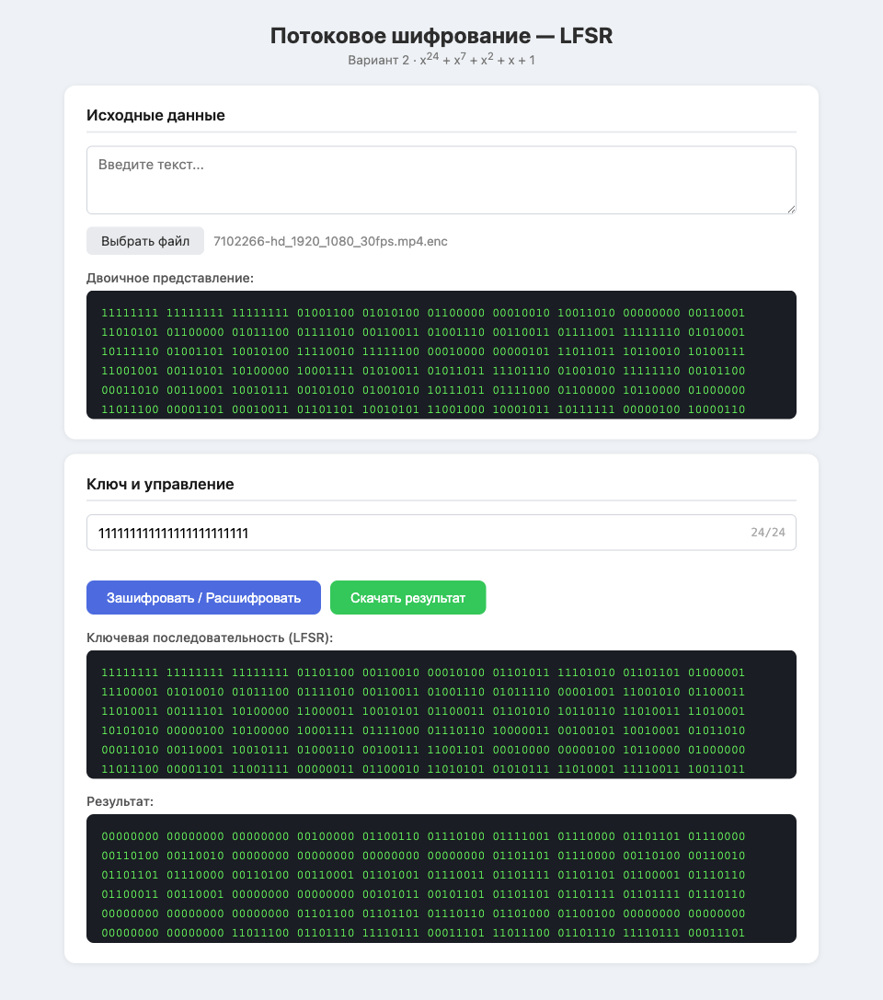 Потоковое шифрование — LFSR
Вариант 2 · x²⁴ + x⁷ + x² + x + 1
Исходные данные
Введите текст...
Выбрать файл 7102266-hd_1920_1080_30fps.mp4.enc
Двоичное представление:
11111111 11111111 11111111 01001100 01010100 01100000 00010010 10011010 00000000 00110001
11010101 01100000 01011100 01111010 00110011 01001110 00110011 01111001 11111110 01010001
10111110 01001101 10010100 11110010 11111100 00010000 00000101 11011011 10110010 10100111
11001001 00110101 10100000 10001111 01010011 01011011 11101110 01001010 11111110 00101100
00011010 00110001 10010111 00101010 01001010 10111011 01111000 01100000 10110000 01000000
11011100 00001101 00010011 01101101 10010101 11001000 10001011 10111111 00000100 10000110
Ключ и управление
111111111111111111111111 24/24
Зашифровать / Расшифровать Скачать результат
Ключевая последовательность (LFSR):
11111111 11111111 11111111 01101100 00110010 00010100 01101011 11101010 01101101 01000001
11100001 01010010 01011100 01111010 00110011 01001110 01011110 00001001 11001010 01100011
11010011 00111101 10100000 11000011 10010101 01100011 01101010 10110110 11010011 11010001
10101010 00000100 10100000 10001111 01111000 01110110 10000011 00100101 10010001 01011010
00011010 00110001 10010111 01000110 00100111 11001101 00010000 00000100 10110000 01000000
11011100 00001101 11001111 00000011 01100010 11010101 01010111 11010001 11110011 10011011
Результат:
00000000 00000000 00000000 00100000 01100110 01110100 01111001 01110000 01101101 01110000
00110100 00110010 00000000 00000000 00000000 00000000 01101101 01110000 00110100 00110010
01101101 01110000 00110100 00110001 01101001 01110011 01101111 01101101 01100001 01110110
01100011 00110001 00000000 00000000 00101011 00101101 01101101 01101111 01101111 01110110
00000000 00000000 00000000 01101100 01101101 01110110 01101000 01100100 00000000 00000000
00000000 00000000 11011100 01101110 11110111 00011101 11011100 01101110 11110111 00011101